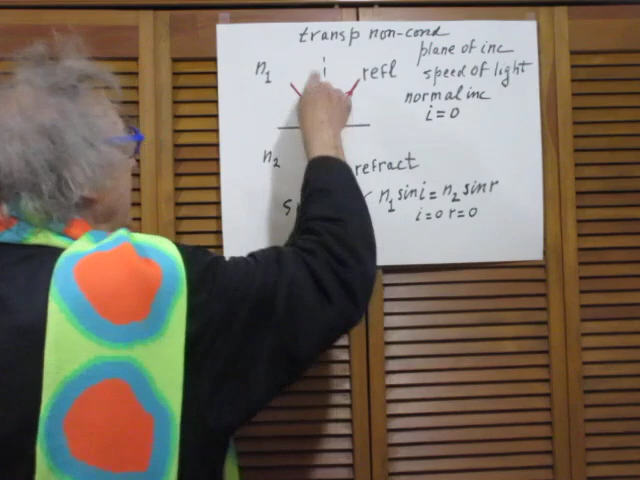 transp non-cond
plane of inc
n1
refl
speed of light
normal inc
i=0
n2
refract
n1 sin i = n2 sin r
i=0 r=0